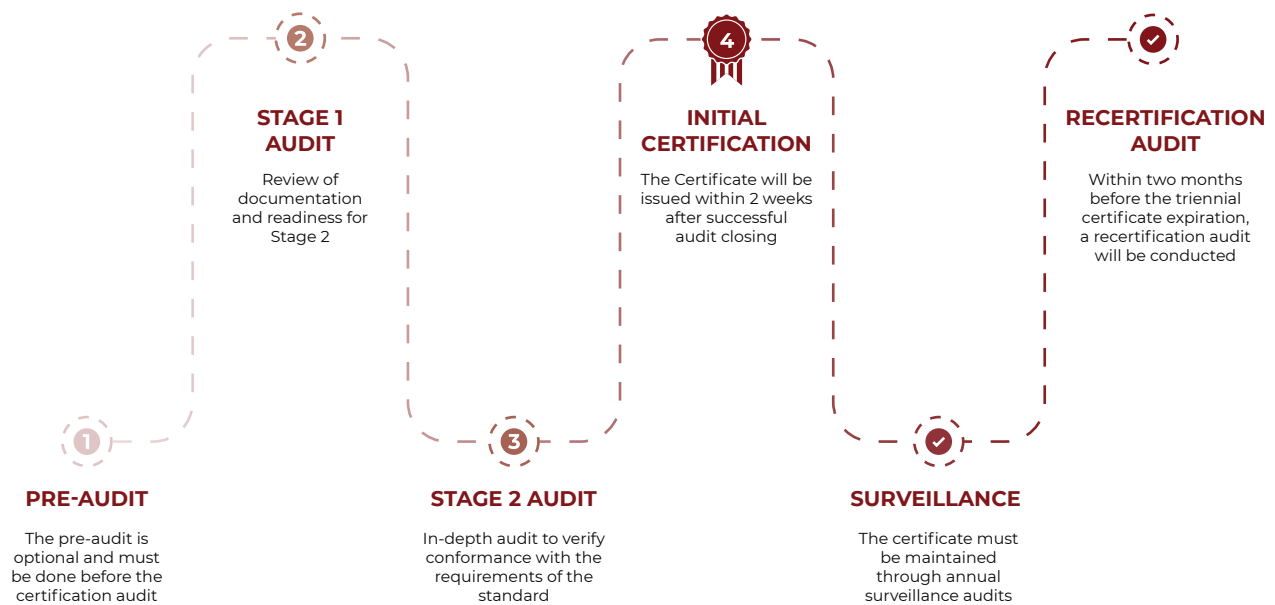 1
PRE-AUDIT
The pre-audit is
optional and must
be done before the
certification audit
2
STAGE 1
AUDIT
Review of
documentation
and readiness for
Stage 2
3
STAGE 2 AUDIT
In-depth audit to verify
conformance with the
requirements of the
standard
4
INITIAL
CERTIFICATION
The Certificate will be
issued within 2 weeks
after successful
audit closing
SURVEILLANCE
The certificate must
be maintained
through annual
surveillance audits
RECERTIFICATION
AUDIT
Within two months
before the triennial
certificate expiration,
a recertification audit
will be conducted